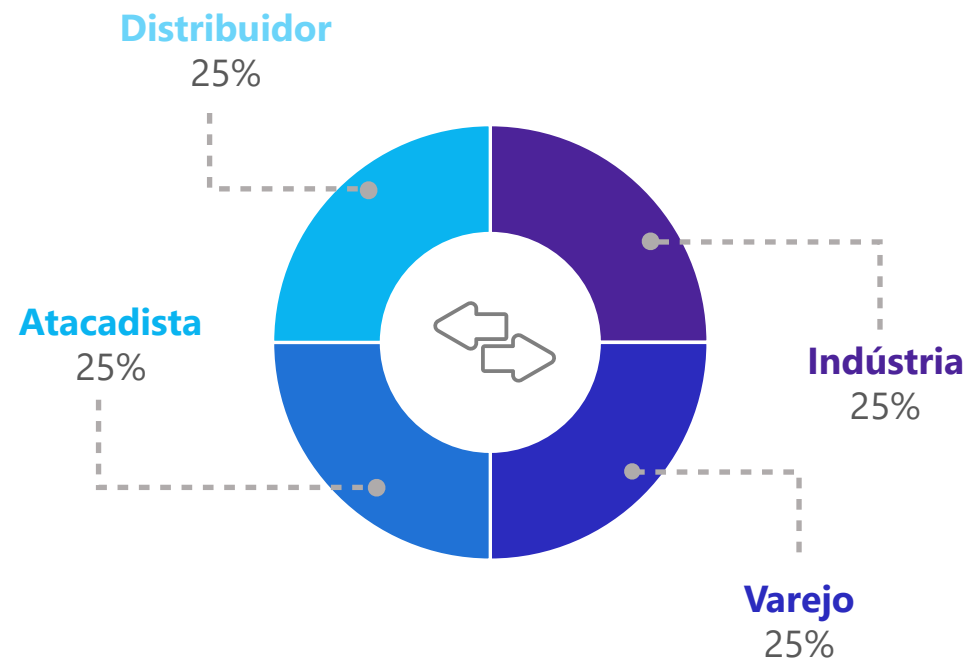 Distribuidor
25%
Atacadista
25%
Indústria
25%
Varejo
25%